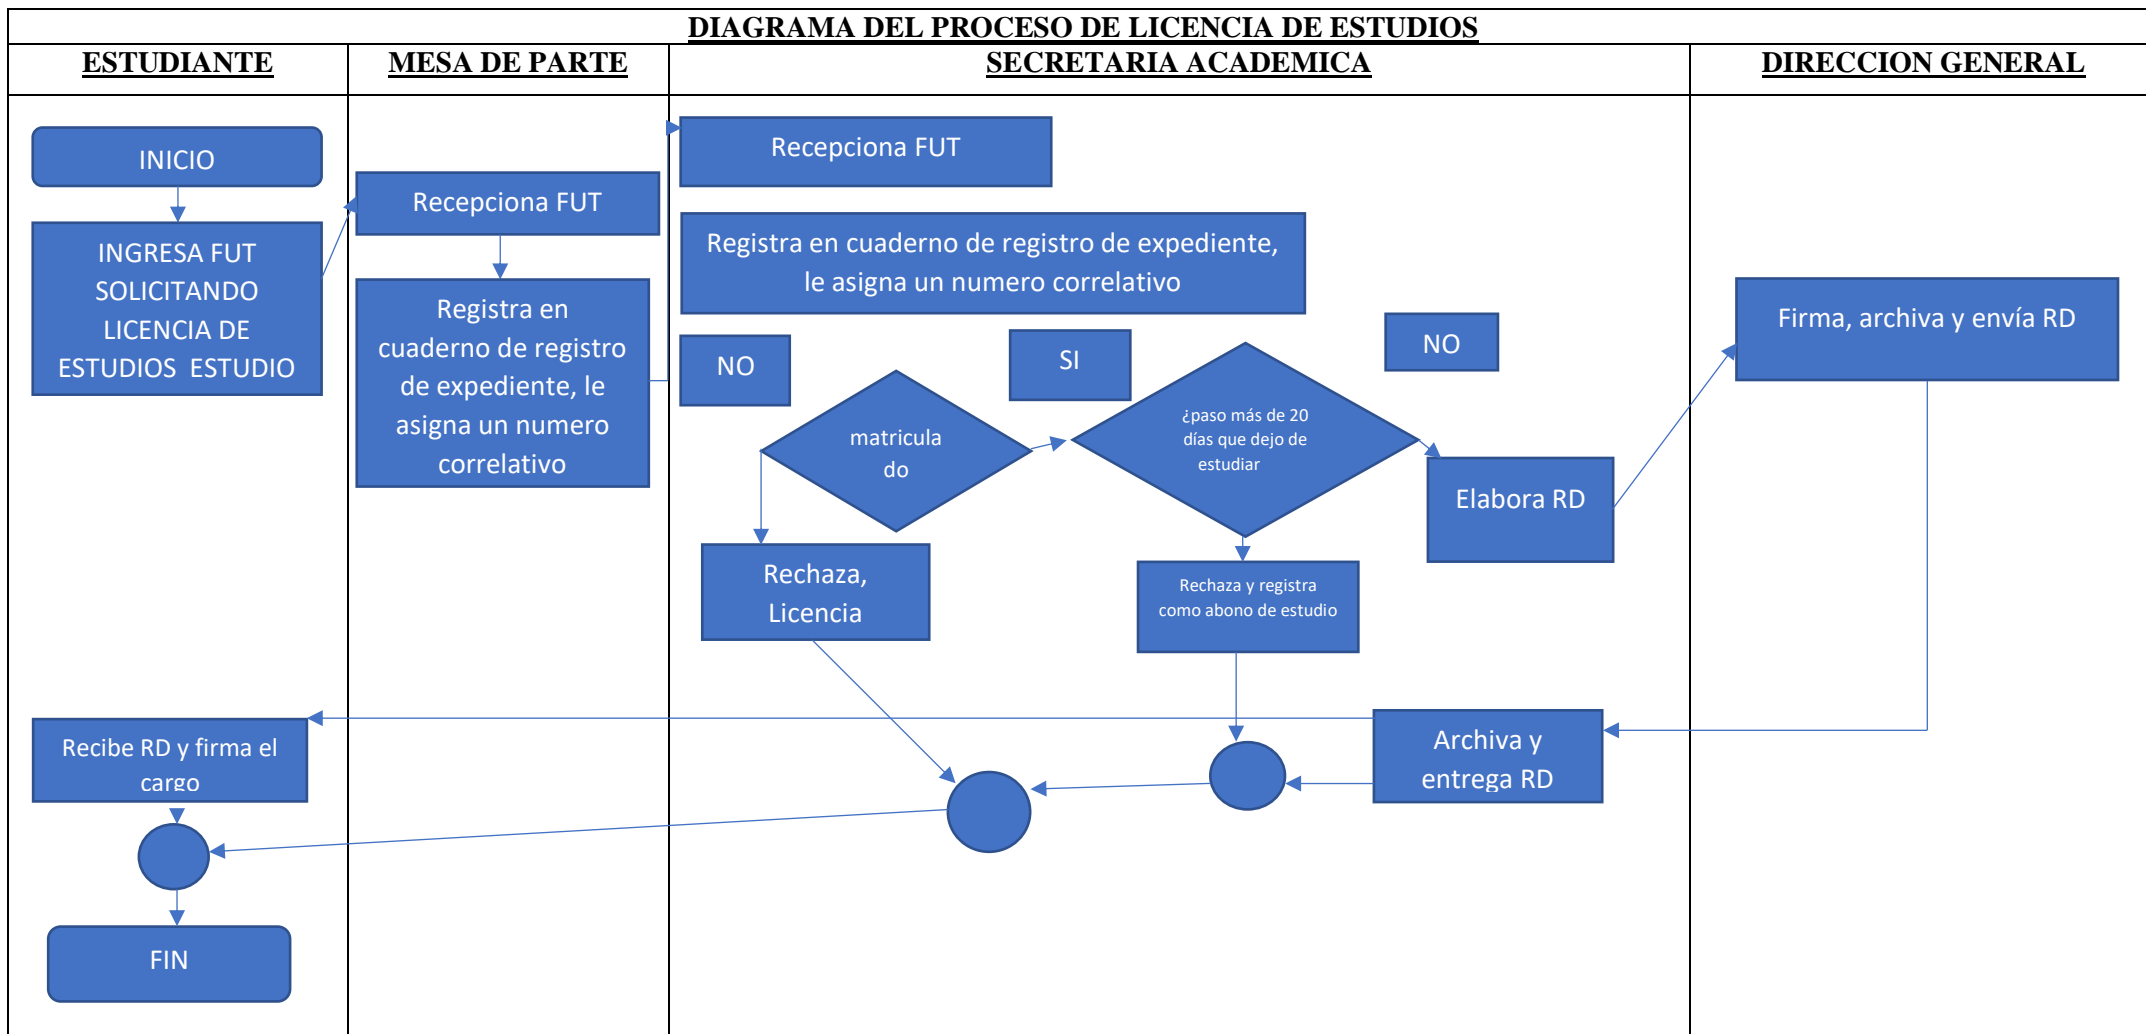 DIAGRAMA DEL PROCESO DE LICENCIA DE ESTUDIOS
ESTUDIANTE
MESA DE PARTE
SECRETARIA ACADEMICA
DIRECCION GENERAL
INICIO
INGRESA FUT
SOLICITANDO
LICENCIA DE
ESTUDIOS ESTUDIO
Recepciona FUT
Registra en
cuaderno de registro
de expediente, le
asigna un numero
correlativo
Recepciona FUT
Registra en cuaderno de registro de expediente,
le asigna un numero correlativo
NO
SI
NO
matricula
do
¿paso más de 20
días que dejo de
estudiar
Elabora RD
Firma, archiva y envía RD
Rechaza,
Licencia
Rechaza y registra
como abono de estudio
Archiva y
entrega RD
Recibe RD y firma el
cargo
FIN